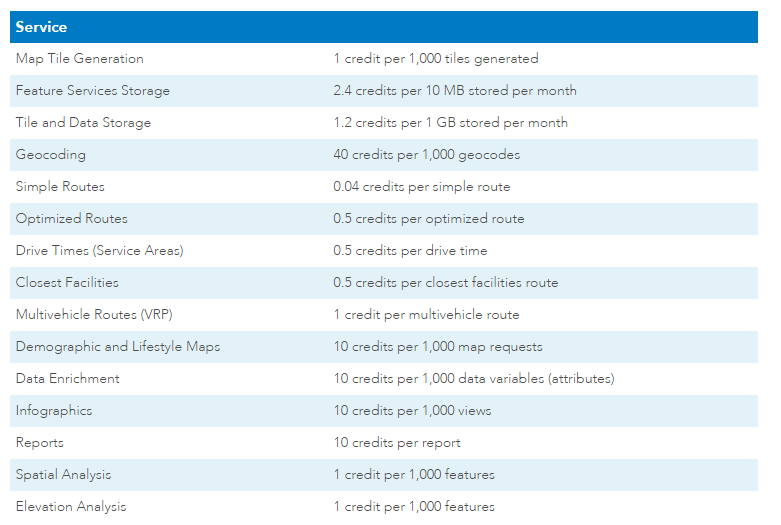 Service
Map Tile Generation 1 credit per 1,000 tiles generated
Feature Services Storage 2.4 credits per 10 MB stored per month
Tile and Data Storage 1.2 credits per 1 GB stored per month
Geocoding 40 credits per 1,000 geocodes
Simple Routes 0.04 credits per simple route
Optimized Routes 0.5 credits per optimized route
Drive Times (Service Areas) 0.5 credits per drive time
Closest Facilities 0.5 credits per closest facilities route
Multivehicle Routes (VRP) 1 credit per multivehicle route
Demographic and Lifestyle Maps 10 credits per 1,000 map requests
Data Enrichment 10 credits per 1,000 data variables (attributes)
Infographics 10 credits per 1,000 views
Reports 10 credits per report
Spatial Analysis 1 credit per 1,000 features
Elevation Analysis 1 credit per 1,000 features